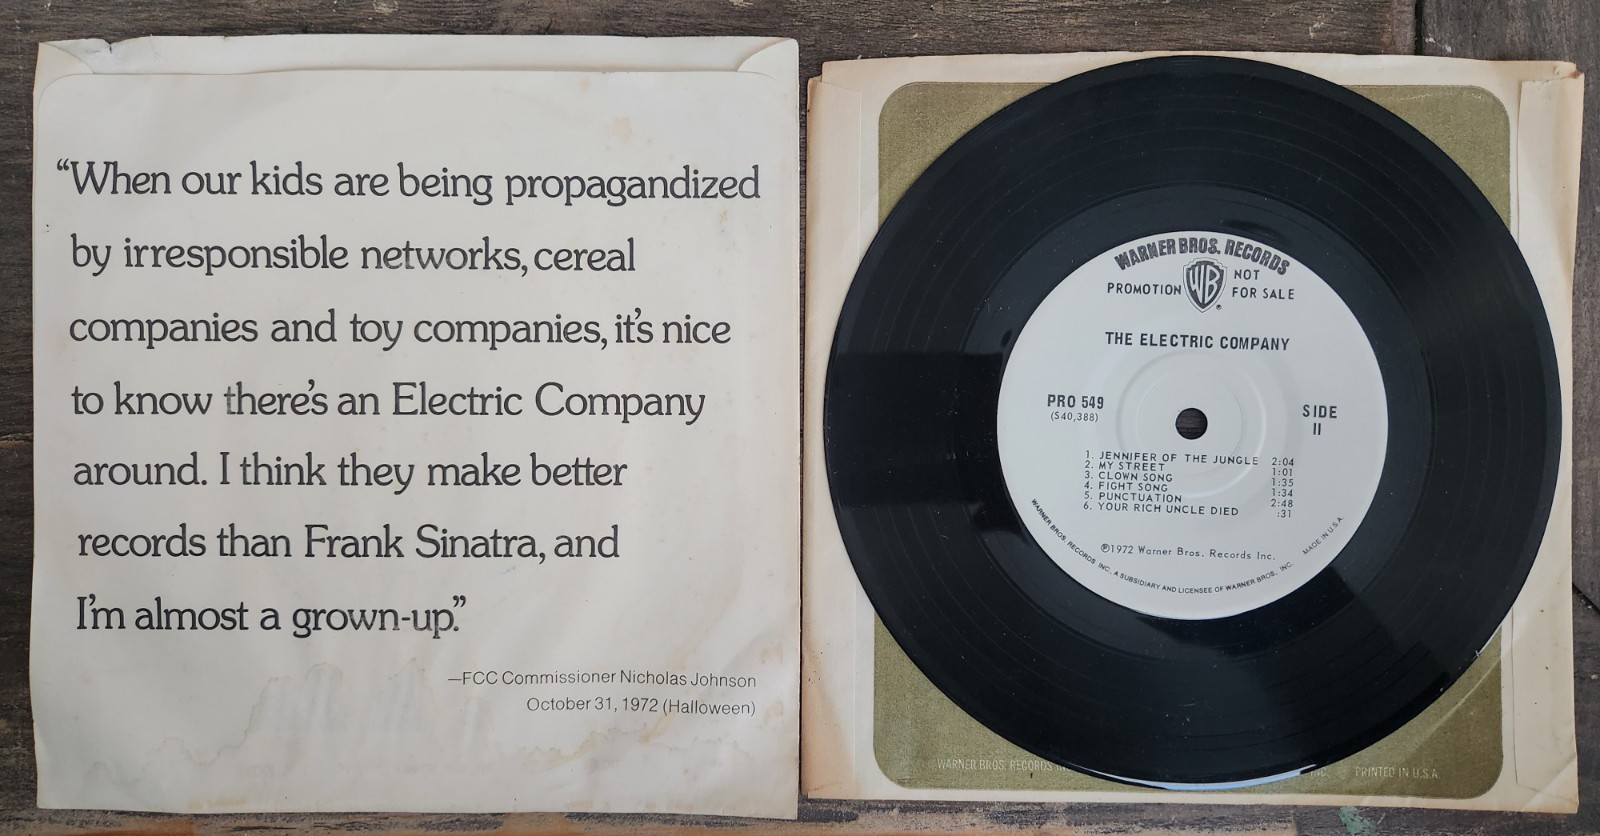 “When our kids are being propagandized
by irresponsible networks, cereal
companies and toy companies, it's nice
to know there's an Electric Company
around. I think they make better
records than Frank Sinatra, and
I'm almost a grown-up.”
—FCC Commissioner Nicholas Johnson
October 31, 1972 (Halloween)
WARNER BROS. RECORDS
WB
®
PROMOTION NOT FOR SALE
THE ELECTRIC COMPANY
PRO 549
(S40,388)
SIDE
II
1. JENNIFER OF THE JUNGLE 2:04
2. MY STREET 1:01
3. CLOWN SONG 1:35
4. FIGHT SONG 1:34
5. PUNCTUATION 2:48
6. YOUR RICH UNCLE DIED :31
℗1972 Warner Bros. Records Inc.
WARNER BROS. RECORDS INC., A SUBSIDIARY AND LICENSEE OF WARNER BROS., INC.
MADE IN U.S.A.
WARNER BROS. RECORDS INC. PRINTED IN U.S.A.